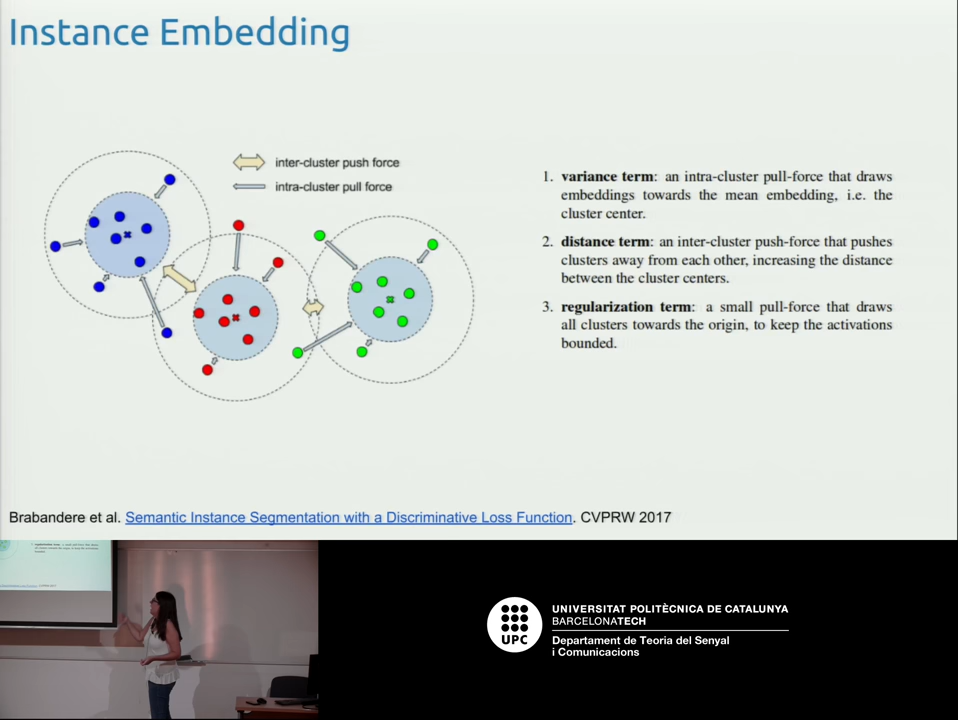 Instance Embedding
inter-cluster push force
intra-cluster pull force
1. variance term: an intra-cluster pull-force that draws
embeddings towards the mean embedding, i.e. the
cluster center.
2. distance term: an inter-cluster push-force that pushes
clusters away from each other, increasing the distance
between the cluster centers.
3. regularization term: a small pull-force that draws
all clusters towards the origin, to keep the activations
bounded.
Brabandere et al. Semantic Instance Segmentation with a Discriminative Loss Function. CVPRW 2017
UPC
UNIVERSITAT POLITÈCNICA DE CATALUNYA
BARCELONATECH
Departament de Teoria del Senyal
i Comunicacions